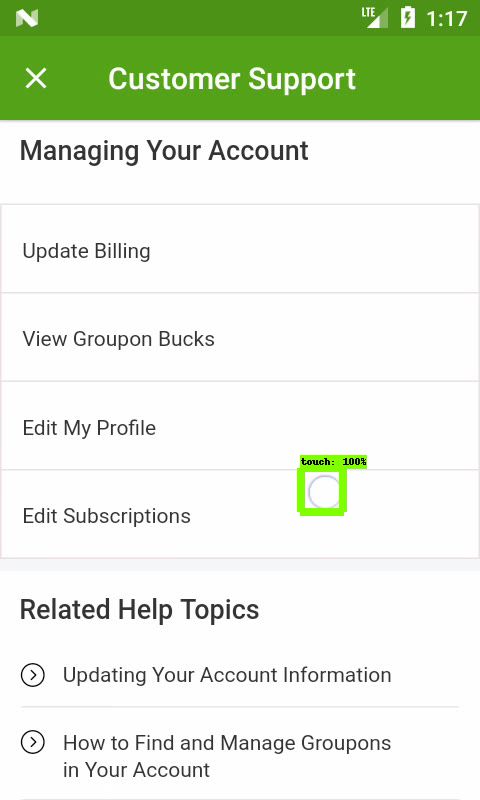 LTE 1:17
Customer Support
Managing Your Account
Update Billing
View Groupon Bucks
Edit My Profile
touch: 100%
Edit Subscriptions
Related Help Topics
Updating Your Account Information
How to Find and Manage Groupons
in Your Account